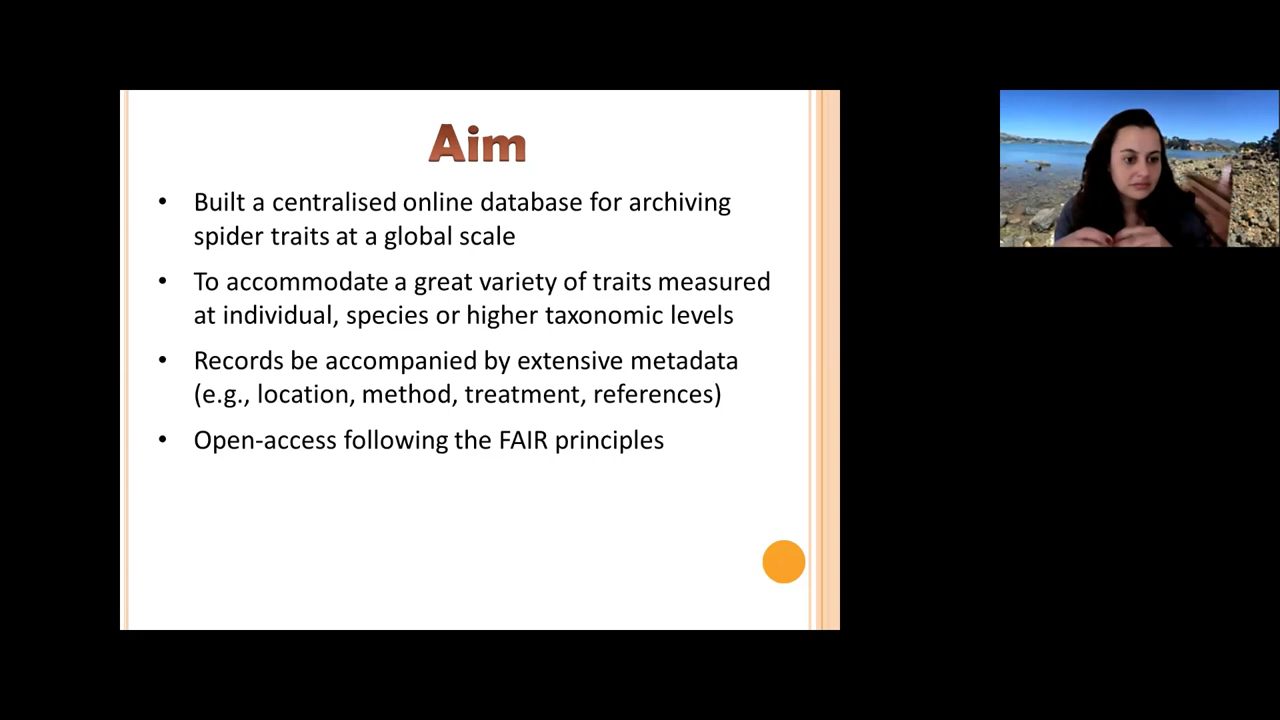 Aim
• Built a centralised online database for archiving
spider traits at a global scale
• To accommodate a great variety of traits measured
at individual, species or higher taxonomic levels
• Records be accompanied by extensive metadata
(e.g., location, method, treatment, references)
• Open-access following the FAIR principles